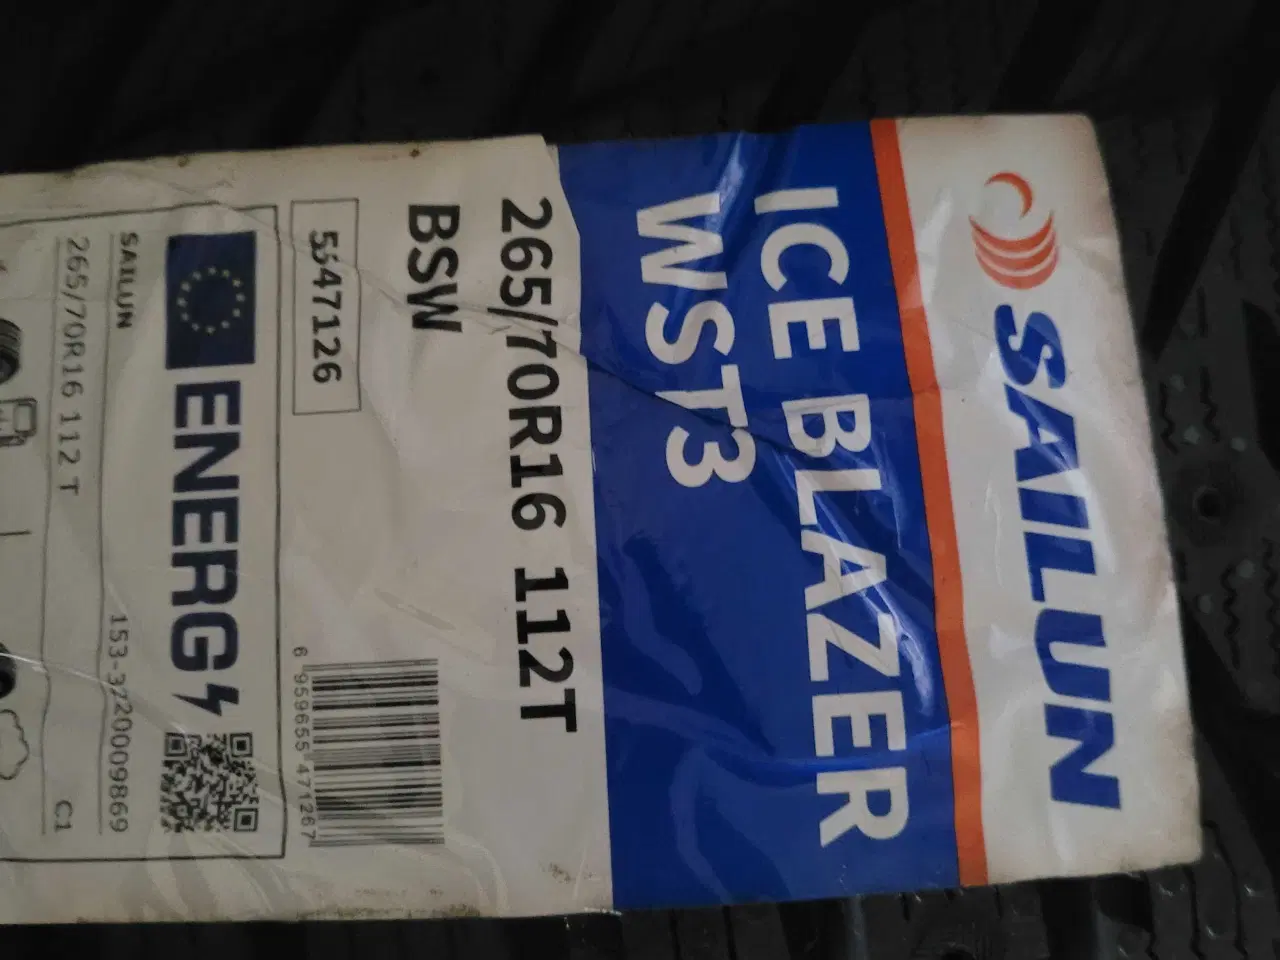 SAILUN
ICE BLAZER
WST3
265/70R16 112T
BSW
5547126
6 959655 471267
ENERG
SAILUN
153-3220009869
265/70R16 112 T
C1